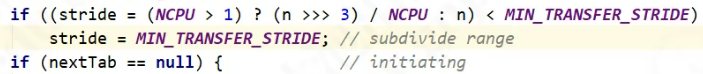 if ((stride = (NCPU > 1) ? (n >>> 3) / NCPU : n) < MIN_TRANSFER_STRIDE)
    stride = MIN_TRANSFER_STRIDE; // subdivide range
if (nextTab == null) {            // initiating